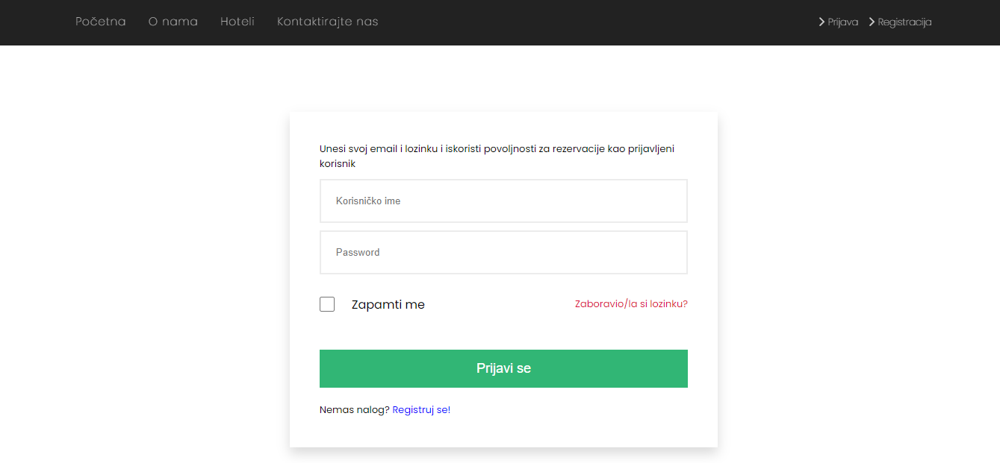 Početna O nama Hoteli Kontaktirajte nas Prijava Registracija
Unesi svoj email i lozinku i iskoristi povoljnosti za rezervacije kao prijavljeni
korisnik
Korisničko ime
Password
Zapamti me Zaboravio/la si lozinku?
Prijavi se
Nemas nalog? Registruj se!